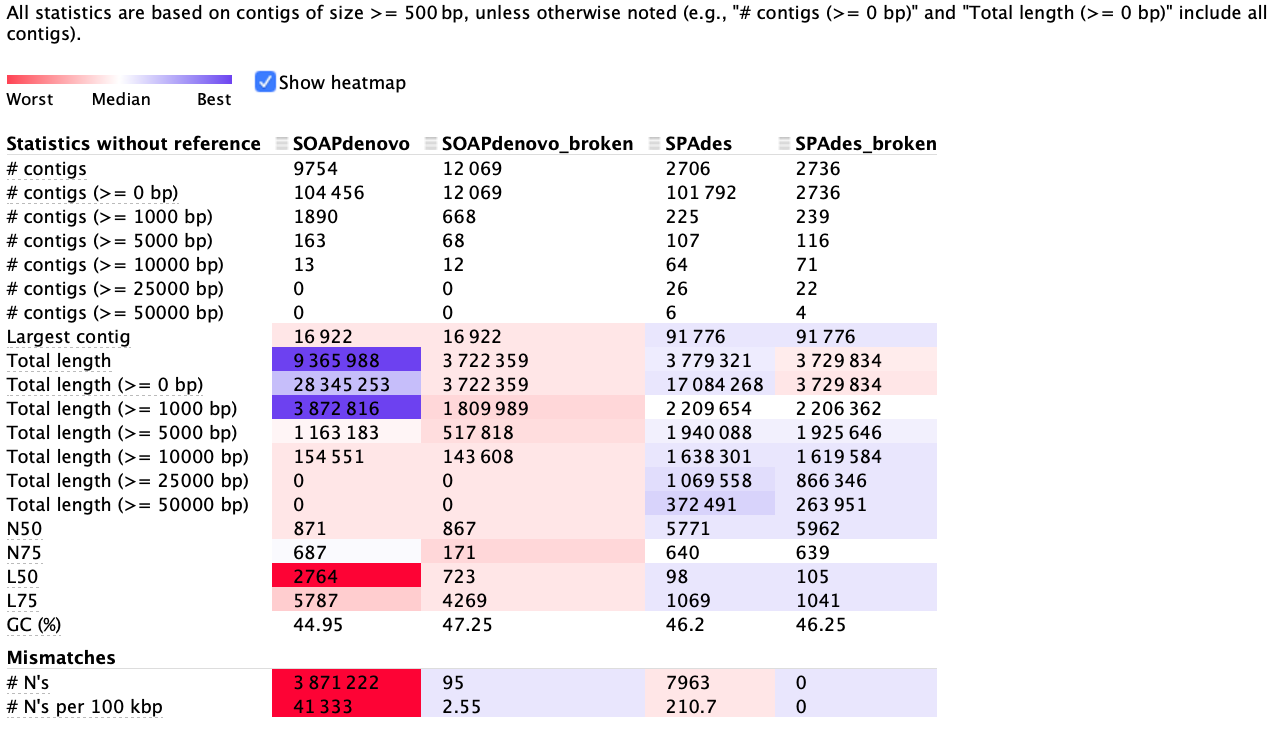 All statistics are based on contigs of size >= 500 bp, unless otherwise noted (e.g., "# contigs (>= 0 bp)" and "Total length (>= 0 bp)" include all
contigs).
Show heatmap
Worst Median Best
Statistics without reference SOAPdenovo SOAPdenovo_broken SPAdes SPAdes_broken
# contigs 9754 12 069 2706 2736
# contigs (>= 0 bp) 104 456 12 069 101 792 2736
# contigs (>= 1000 bp) 1890 668 225 239
# contigs (>= 5000 bp) 163 68 107 116
# contigs (>= 10000 bp) 13 12 64 71
# contigs (>= 25000 bp) 0 0 26 22
# contigs (>= 50000 bp) 0 0 6 4
Largest contig 16 922 16 922 91 776 91 776
Total length 9 365 988 3 722 359 3 779 321 3 729 834
Total length (>= 0 bp) 28 345 253 3 722 359 17 084 268 3 729 834
Total length (>= 1000 bp) 3 872 816 1 809 989 2 209 654 2 206 362
Total length (>= 5000 bp) 1 163 183 517 818 1 940 088 1 925 646
Total length (>= 10000 bp) 154 551 143 608 1 638 301 1 619 584
Total length (>= 25000 bp) 0 0 1 069 558 866 346
Total length (>= 50000 bp) 0 0 372 491 263 951
N50 871 867 5771 5962
N75 687 171 640 639
L50 2764 723 98 105
L75 5787 4269 1069 1041
GC (%) 44.95 47.25 46.2 46.25
Mismatches
# N's 3 871 222 95 7963 0
# N's per 100 kbp 41 333 2.55 210.7 0